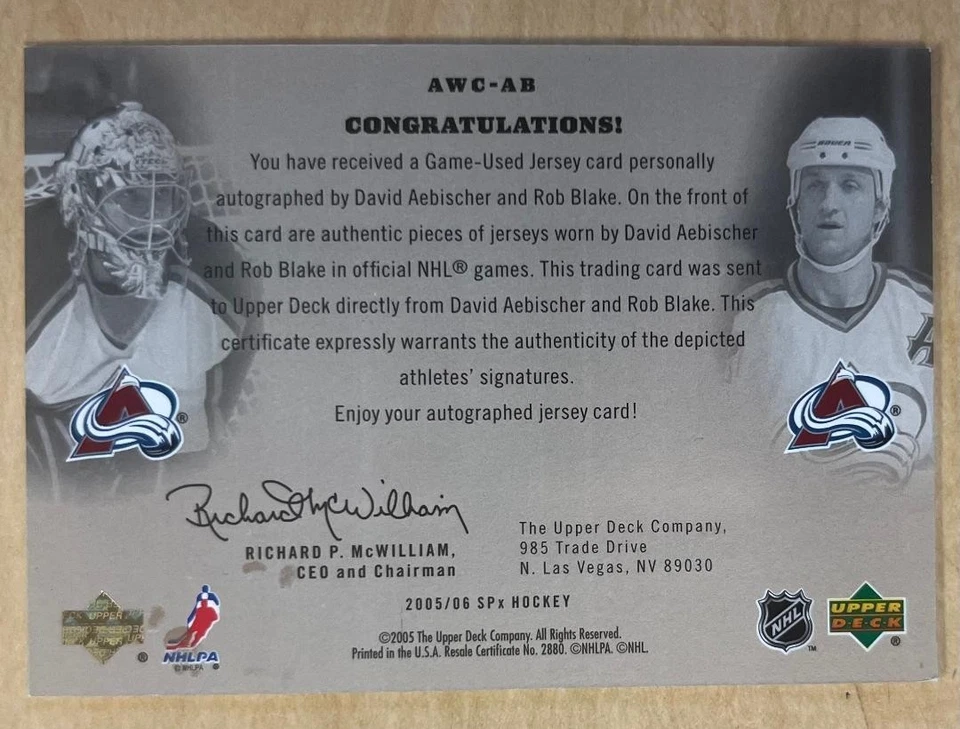 AWC-AB
CONGRATULATIONS!
You have received a Game-Used Jersey card personally
autographed by David Aebischer and Rob Blake. On the front of
this card are authentic pieces of jerseys worn by David Aebischer
and Rob Blake in official NHL® games. This trading card was sent
to Upper Deck directly from David Aebischer and Rob Blake. This
certificate expressly warrants the authenticity of the depicted
athletes' signatures.
Enjoy your autographed jersey card!
BAUER
A
®
A
®
A
Richard McWilliam
RICHARD P. McWILLIAM,
CEO and Chairman
The Upper Deck Company,
985 Trade Drive
N. Las Vegas, NV 89030
2005/06 SPx HOCKEY
UPPER
UPPER
®
NHLPA ®
© NHLPA
©2005 The Upper Deck Company. All Rights Reserved.
Printed in the U.S.A. Resale Certificate No. 2880. ©NHLPA. ©NHL.
NHL
TM
UPPER
DECK
®